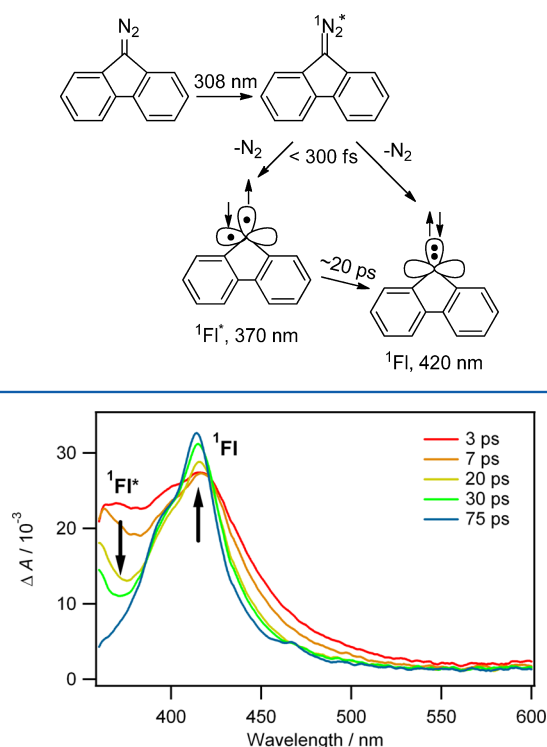 N2
1N2*
308 nm
-N2
< 300 fs
-N2
~20 ps
1Fl*, 370 nm
1Fl, 420 nm
1Fl
1Fl*
3 ps
7 ps
20 ps
30 ps
75 ps
30
20
10
0
Δ A / 10-3
400
450
500
550
600
Wavelength / nm